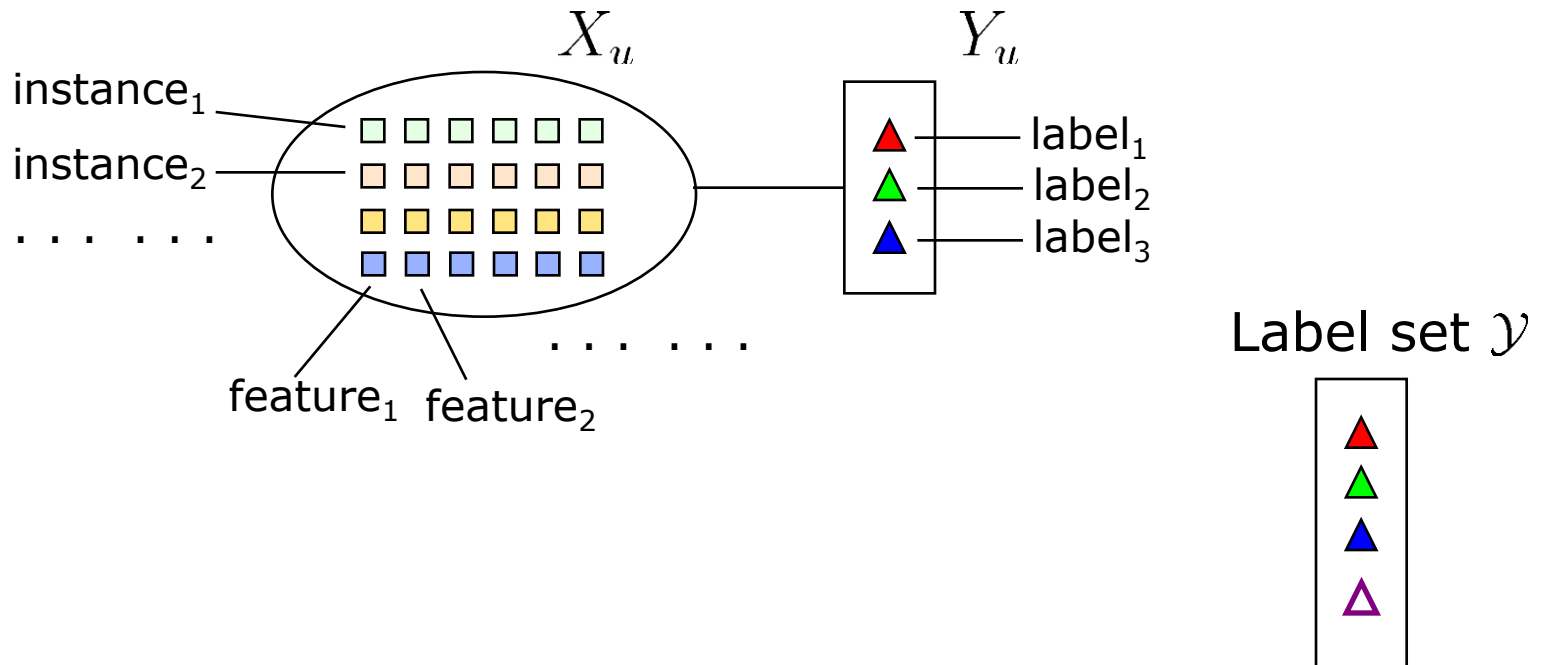 X_u
Y_u
instance₁
instance₂
. . . . . .
label₁
label₂
label₃
. . . . . .
feature₁
feature₂
Label set 𝒴